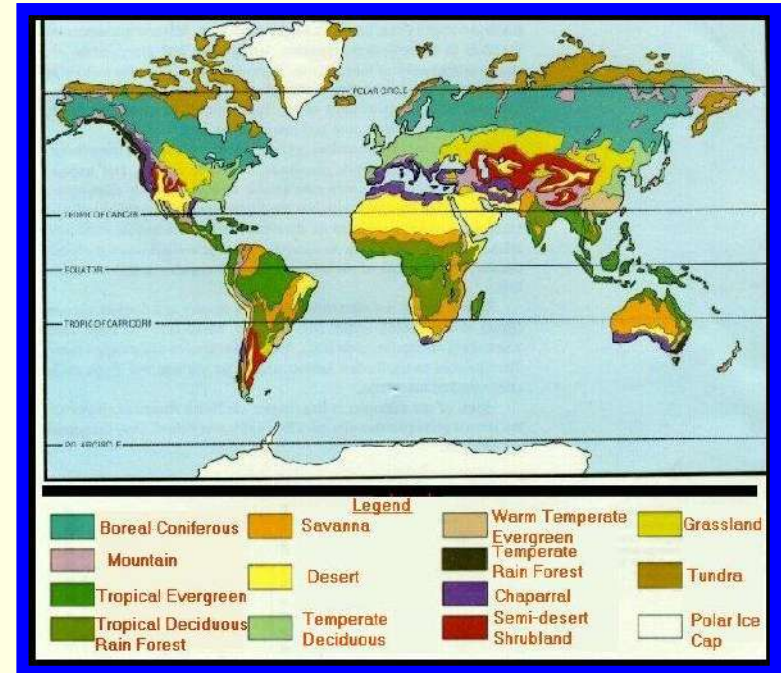 POLAR CIRCLE
TROPIC OF CANCER
EQUATOR
TROPIC OF CAPRICORN
POLAR CIRCLE
Legend
Boreal Coniferous
Mountain
Tropical Evergreen
Tropical Deciduous
Rain Forest
Savanna
Desert
Temperate
Deciduous
Warm Temperate
Evergreen
Temperate
Rain Forest
Chaparral
Semi-desert
Shrubland
Grassland
Tundra
Polar Ice
Cap